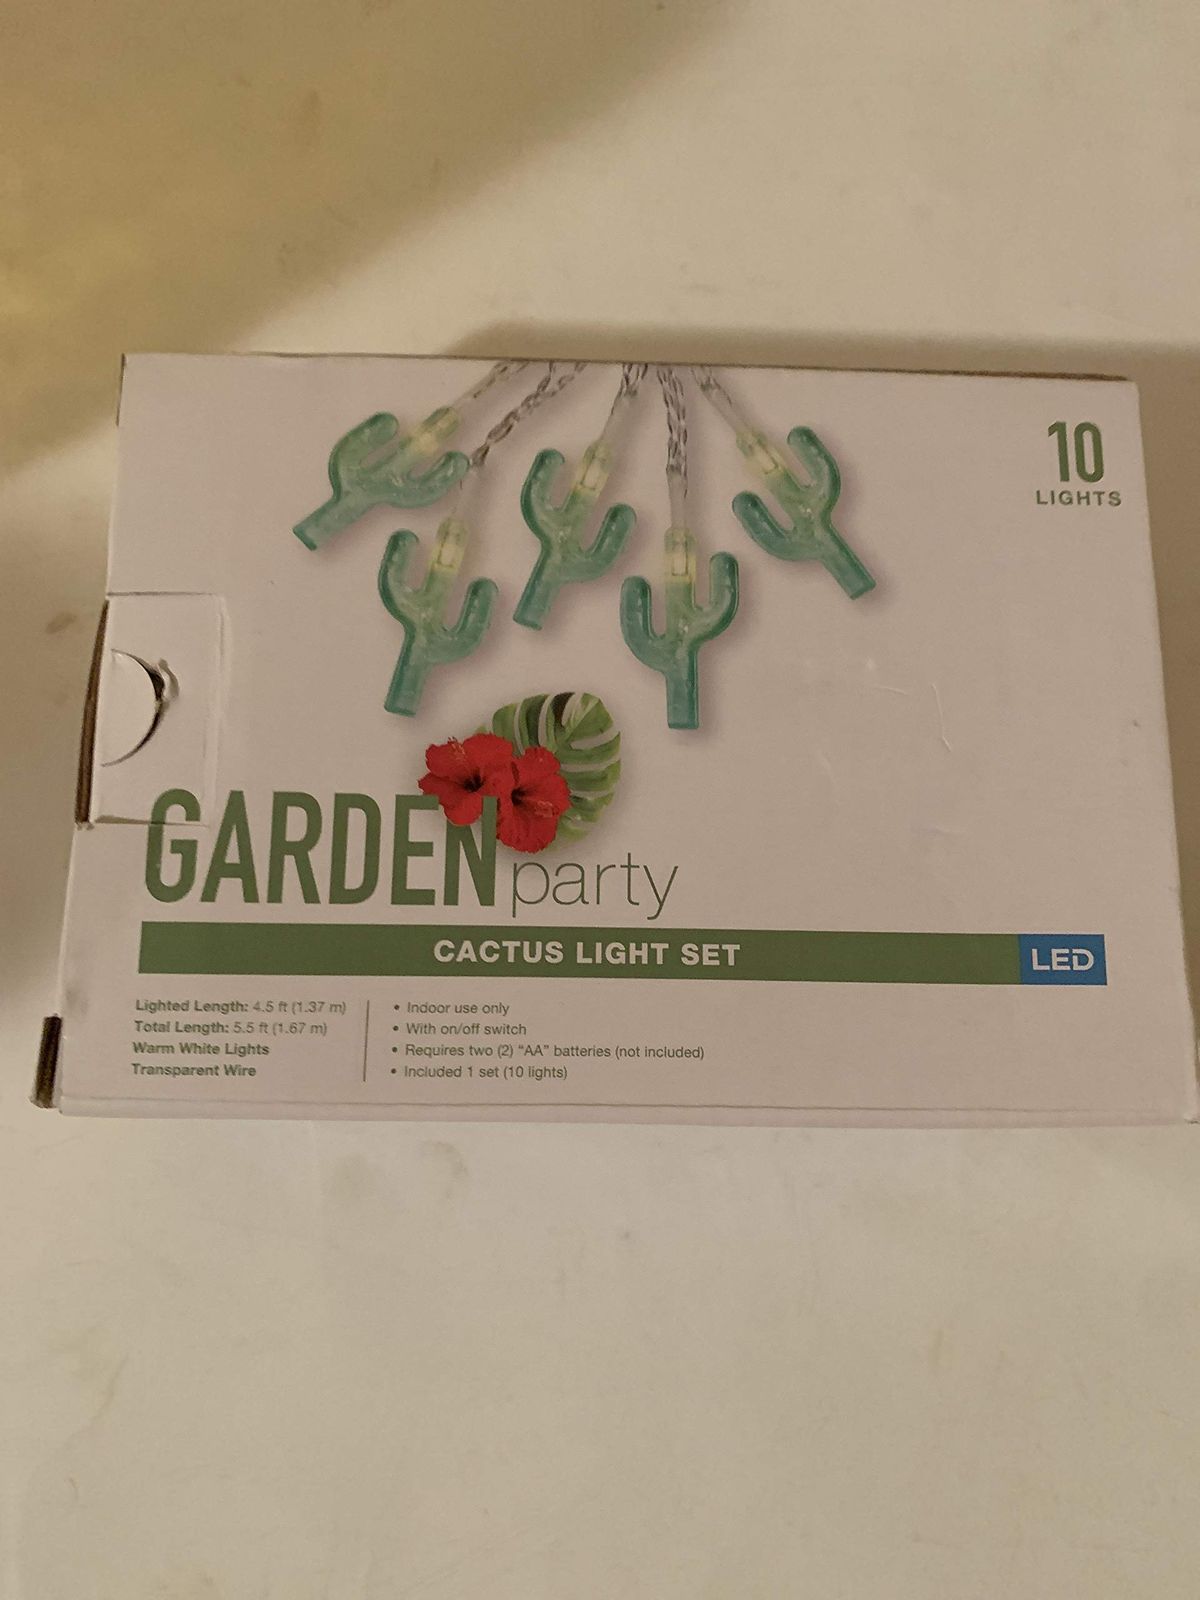 10
LIGHTS
GARDEN party
CACTUS LIGHT SET
LED
Lighted Length: 4.5 ft (1.37 m)
Total Length: 5.5 ft (1.67 m)
Warm White Lights
Transparent Wire
• Indoor use only
• With on/off switch
• Requires two (2) “AA” batteries (not included)
• Included 1 set (10 lights)